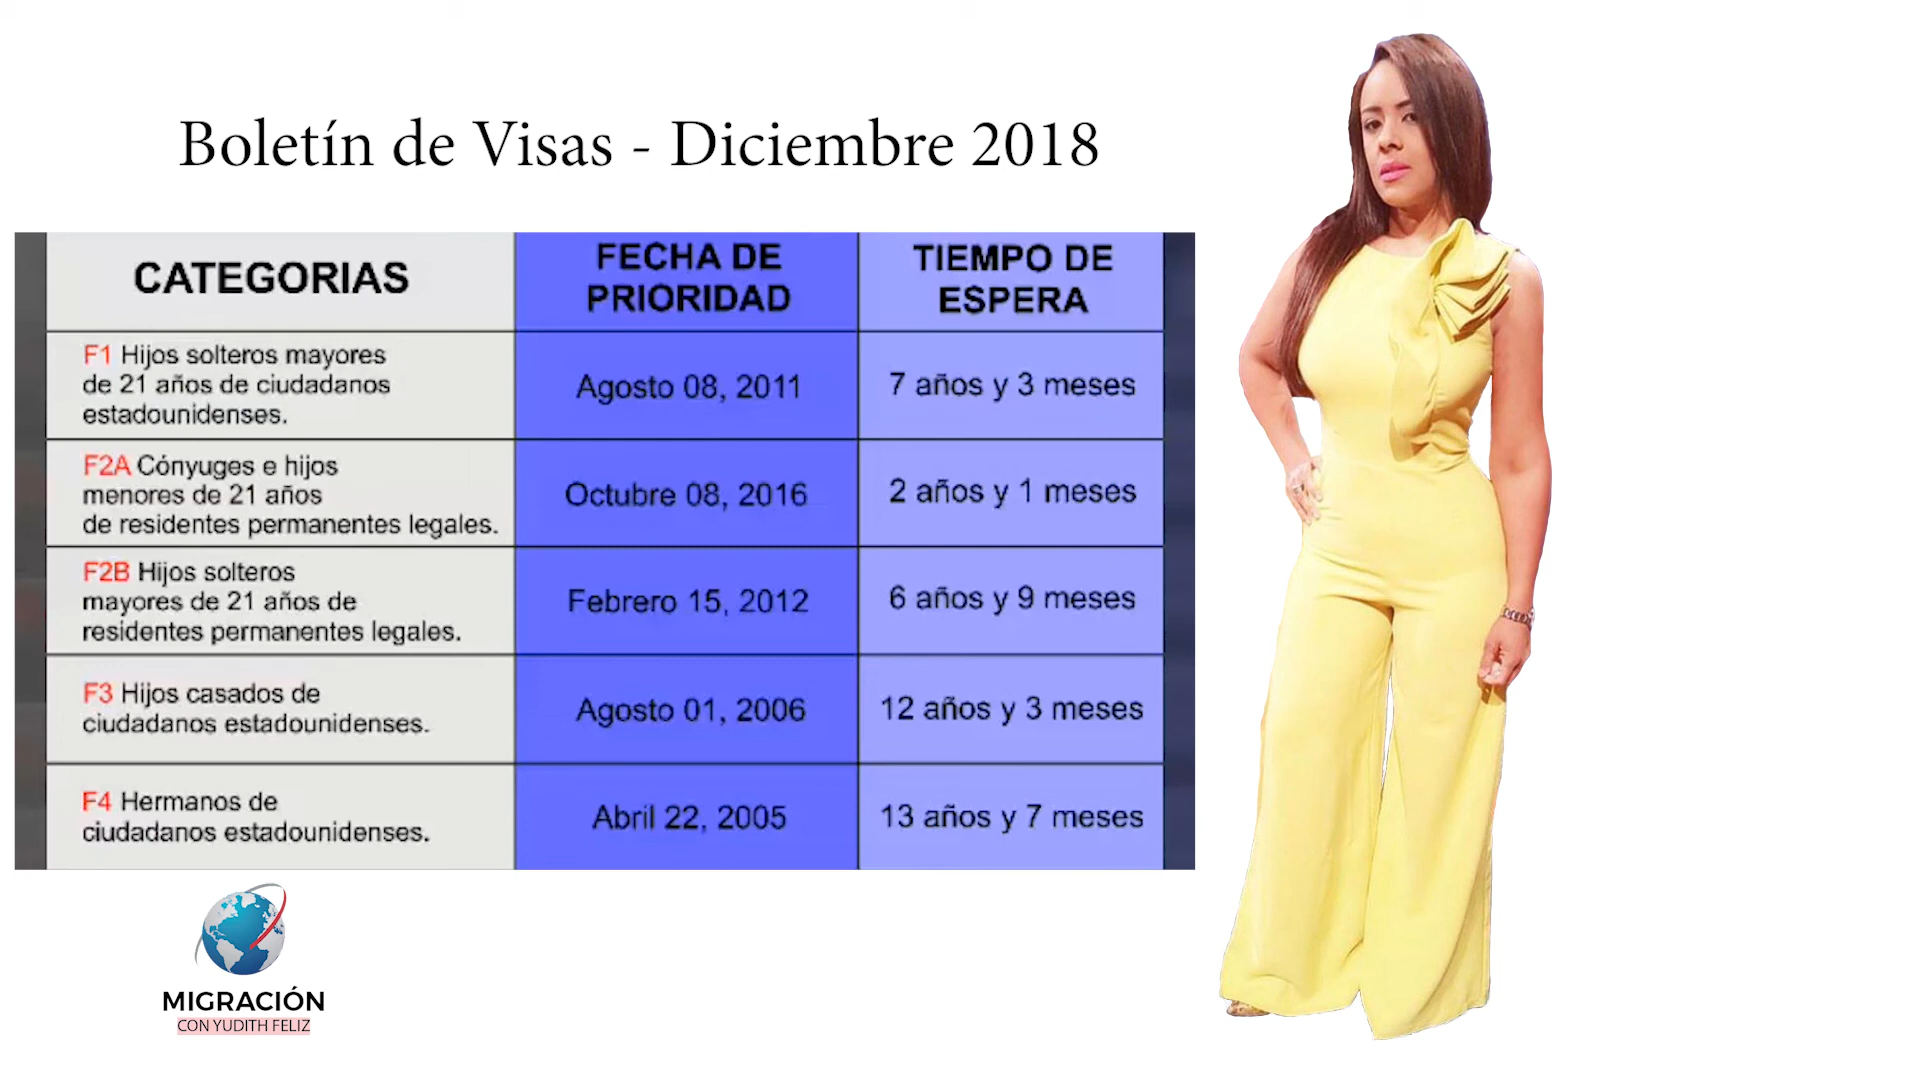 Boletín de Visas - Diciembre 2018
CATEGORIAS
FECHA DE
PRIORIDAD
TIEMPO DE
ESPERA
F1 Hijos solteros mayores
de 21 años de ciudadanos
estadounidenses.
Agosto 08, 2011
7 años y 3 meses
F2A Cónyuges e hijos
menores de 21 años
de residentes permanentes legales.
Octubre 08, 2016
2 años y 1 meses
F2B Hijos solteros
mayores de 21 años de
residentes permanentes legales.
Febrero 15, 2012
6 años y 9 meses
F3 Hijos casados de
ciudadanos estadounidenses.
Agosto 01, 2006
12 años y 3 meses
F4 Hermanos de
ciudadanos estadounidenses.
Abril 22, 2005
13 años y 7 meses
MIGRACIÓN
CON YUDITH FELIZ